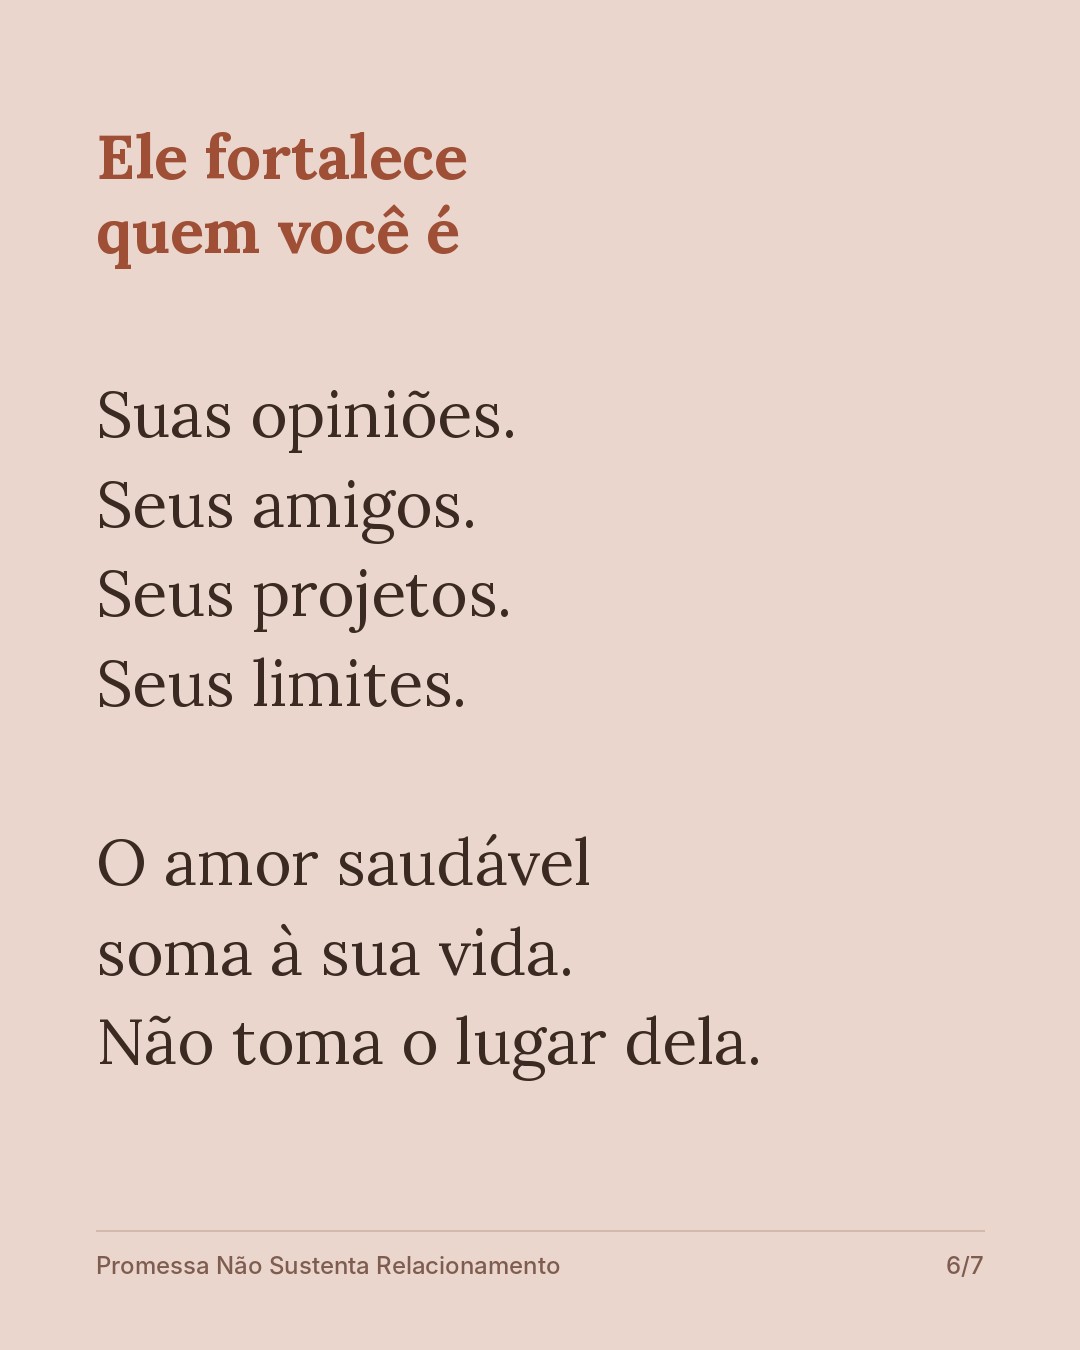 Ele fortalece
quem você é
Suas opiniões.
Seus amigos.
Seus projetos.
Seus limites.
O amor saudável
soma à sua vida.
Não toma o lugar dela.
Promessa Não Sustenta Relacionamento
6/7